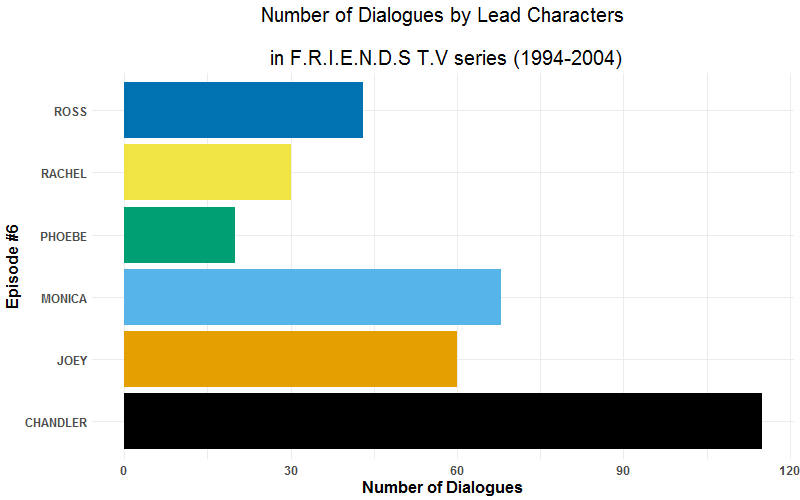 Number of Dialogues by Lead Characters
in F.R.I.E.N.D.S T.V series (1994-2004)
Episode #6
ROSS
RACHEL
PHOEBE
MONICA
JOEY
CHANDLER
0 30 60 90 120
Number of Dialogues